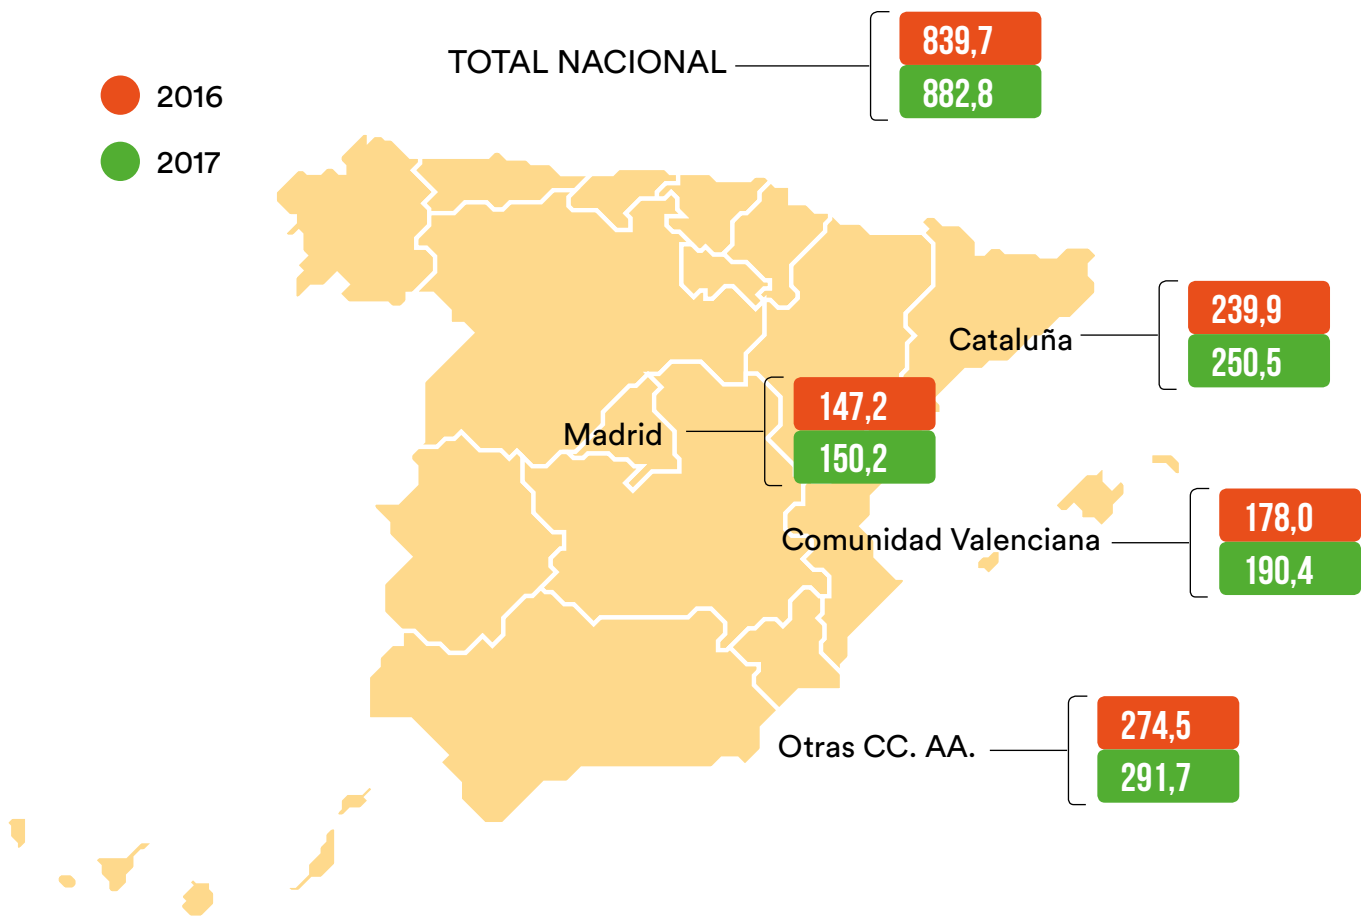 TOTAL NACIONAL
839,7
882,8
2016
2017
Cataluña
239,9
250,5
Madrid
147,2
150,2
Comunidad Valenciana
178,0
190,4
Otras CC. AA.
274,5
291,7